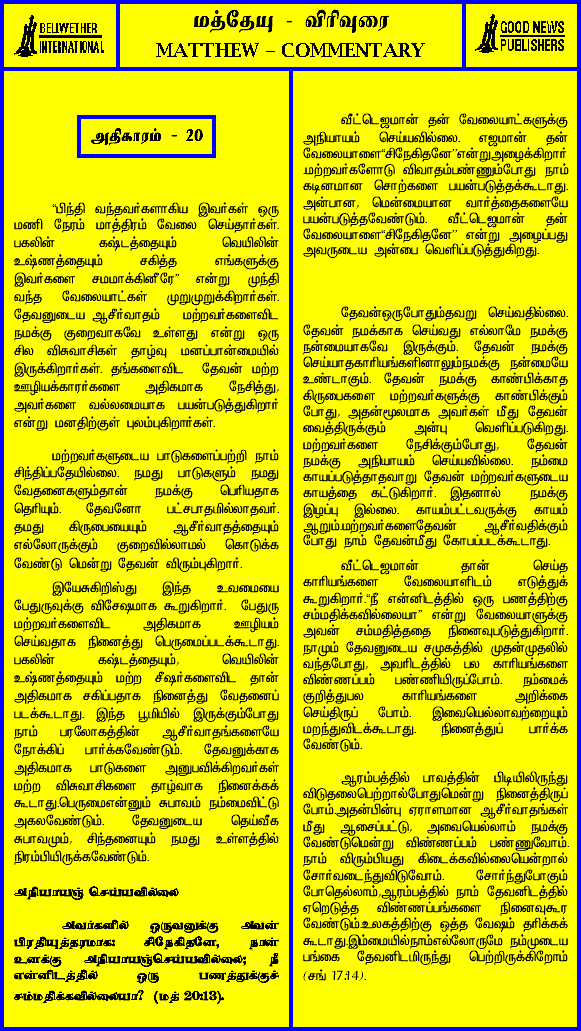 BELLWETHER
INTERNATIONAL
மத்தேயு - விரிவுரை
MATTHEW – COMMENTARY
GOOD NEWS
PUBLISHERS
அதிகாரம் - 20
“பிந்தி வந்தவர்களாகிய இவர்கள் ஒரு
மணி நேரம் மாத்திரம் வேலை செய்தார்கள்.
பகலின் கஷ்டத்தையும் வெயிலின்
உஷ்ணத்தையும் சகித்த எங்களுக்கு
இவர்களை சமமாக்கினீரே” என்று முந்தி
வந்த வேலையாட்கள் முறுமுறுக்கிறார்கள்.
தேவனுடைய ஆசீர்வாதம் மற்றவர்களைவிட
நமக்கு குறைவாகவே உள்ளது என்று ஒரு
சில விசுவாசிகள் தாழ்வு மனப்பான்மையில்
இருக்கிறார்கள். தங்களைவிட தேவன் மற்ற
ஊழியக்காரர்களை அதிகமாக நேசித்து,
அவர்களை வல்லமையாக பயன்படுத்துகிறார்
என்று மனதிற்குள் புலம்புகிறார்கள்.
மற்றவர்களுடைய பாடுகளைப்பற்றி நாம்
சிந்திப்பதேயில்லை. நமது பாடுகளும் நமது
வேதனைகளும்தான் நமக்கு பெரியதாக
தெரியும். தேவனோ பட்சபாதமில்லாதவர்.
தமது கிருபையையும் ஆசீர்வாதத்தையும்
எல்லோருக்கும் குறைவில்லாமல் கொடுக்க
வேண்டு மென்று தேவன் விரும்புகிறார்.
இயேசுகிறிஸ்து இந்த உவமையை
பேதுருவுக்கு விசேஷமாக கூறுகிறார். பேதுரு
மற்றவர்களைவிட அதிகமாக ஊழியம்
செய்வதாக நினைத்து பெருமைப்படக்கூடாது.
பகலின் கஷ்டத்தையும், வெயிலின்
உஷ்ணத்தையும் மற்ற சீஷர்களைவிட தான்
அதிகமாக சகிப்பதாக நினைத்து வேதனைப்
படக்கூடாது. இந்த பூமியில் இருக்கும்போது
நாம் பரலோகத்தின் ஆசீர்வாதங்களையே
நோக்கிப் பார்க்கவேண்டும். தேவனுக்காக
அதிகமாக பாடுகளை அனுபவிக்கிறவர்கள்
மற்ற விசுவாசிகளை தாழ்வாக நினைக்கக்
கூடாது.பெருமைஎன்னும் சுபாவம் நம்மைவிட்டு
அகலவேண்டும். தேவனுடைய தெய்வீக
சுபாவமும், சிந்தனையும் நமது உள்ளத்தில்
நிரம்பியிருக்கவேண்டும்.
அநியாயஞ் செய்யவில்லை
அவர்களில் ஒருவனுக்கு அவன்
பிரதியுத்தரமாக: சிநேகிதனே, நான்
உனக்கு அநியாயஞ்செய்யவில்லை; நீ
என்னிடத்தில் ஒரு பணத்துக்குச்
சம்மதிக்கவில்லையா? (மத் 20:13).
வீட்டெஜமான் தன் வேலையாட்களுக்கு
அநியாயம் செய்யவில்லை. எஜமான் தன்
வேலையாளை“சிநேகிதனே”என்றுஅழைக்கிறார்
.மற்றவர்களோடு விவாதம்பண்ணும்போது நாம்
கடினமான சொற்களை பயன்படுத்தக்கூடாது.
அன்பான, மென்மையான வார்த்தைகளையே
பயன்படுத்தவேண்டும். வீட்டெஜமான் தன்
வேலையாளை“சிநேகிதனே” என்று அழைப்பது
அவருடைய அன்பை வெளிப்படுத்துகிறது.
தேவன்ஒருபோதும்தவறு செய்வதில்லை.
தேவன் நமக்காக செய்வது எல்லாமே நமக்கு
நன்மையாகவே இருக்கும். தேவன் நமக்கு
செய்யாதகாரியங்களினாலும்நமக்கு நன்மையே
உண்டாகும். தேவன் நமக்கு காண்பிக்காத
கிருபைகளை மற்றவர்களுக்கு காண்பிக்கும்
போது, அதன்மூலமாக அவர்கள் மீது தேவன்
வைத்திருக்கும் அன்பு வெளிப்படுகிறது.
மற்றவர்களை நேசிக்கும்போது, தேவன்
நமக்கு அநியாயம் செய்யவில்லை. நம்மை
காயப்படுத்தாதவாறு தேவன் மற்றவர்களுடைய
காயத்தை கட்டுகிறார். இதனால் நமக்கு
இழப்பு இல்லை. காயம்பட்டவருக்கு காயம்
ஆறும்.மற்றவர்களைதேவன் ஆசீர்வதிக்கும்
போது நாம் தேவன்மீது கோபப்படக்கூடாது.
வீட்டெஜமான் தான் செய்த
காரியங்களை வேலையாளிடம் எடுத்துக்
கூறுகிறார்.“நீ என்னிடத்தில் ஒரு பணத்திற்கு
சம்மதிக்கவில்லையா” என்று வேலையாளுக்கு
அவன் சம்மதித்ததை நினைவுபடுத்துகிறார்.
நாமும் தேவனுடைய சமுகத்தில் முதன்முதலில்
வந்தபோது, அவரிடத்தில் பல காரியங்களை
விண்ணப்பம் பண்ணியிருப்போம். நம்மைக்
குறித்துபல காரியங்களை அறிக்கை
செய்திருப் போம். இவையெல்லாவற்றையும்
மறந்துவிடக்கூடாது. நினைத்துப் பார்க்க
வேண்டும்.
ஆரம்பத்தில் பாவத்தின் பிடியிலிருந்து
விடுதலைபெற்றால்போதுமென்று நினைத்திருப்
போம்.அதன்பின்பு ஏராளமான ஆசீர்வாதங்கள்
மீது ஆசைப்பட்டு, அவையெல்லாம் நமக்கு
வேண்டுமென்று விண்ணப்பம் பண்ணுவோம்.
நாம் விரும்பியது கிடைக்கவில்லையென்றால்
சோர்வடைந்துவிடுவோம். சோர்ந்துபோகும்
போதெல்லாம்,ஆரம்பத்தில் நாம் தேவனிடத்தில்
ஏறெடுத்த விண்ணப்பங்களை நினைவுகூர
வேண்டும்.உலகத்திற்கு ஒத்த வேஷம் தரிக்கக்
கூடாது.இம்மையில்நாம்எல்லோருமே நம்முடைய
பங்கை தேவனிடமிருந்து பெற்றிருக்கிறோம்
(சங் 17:14).